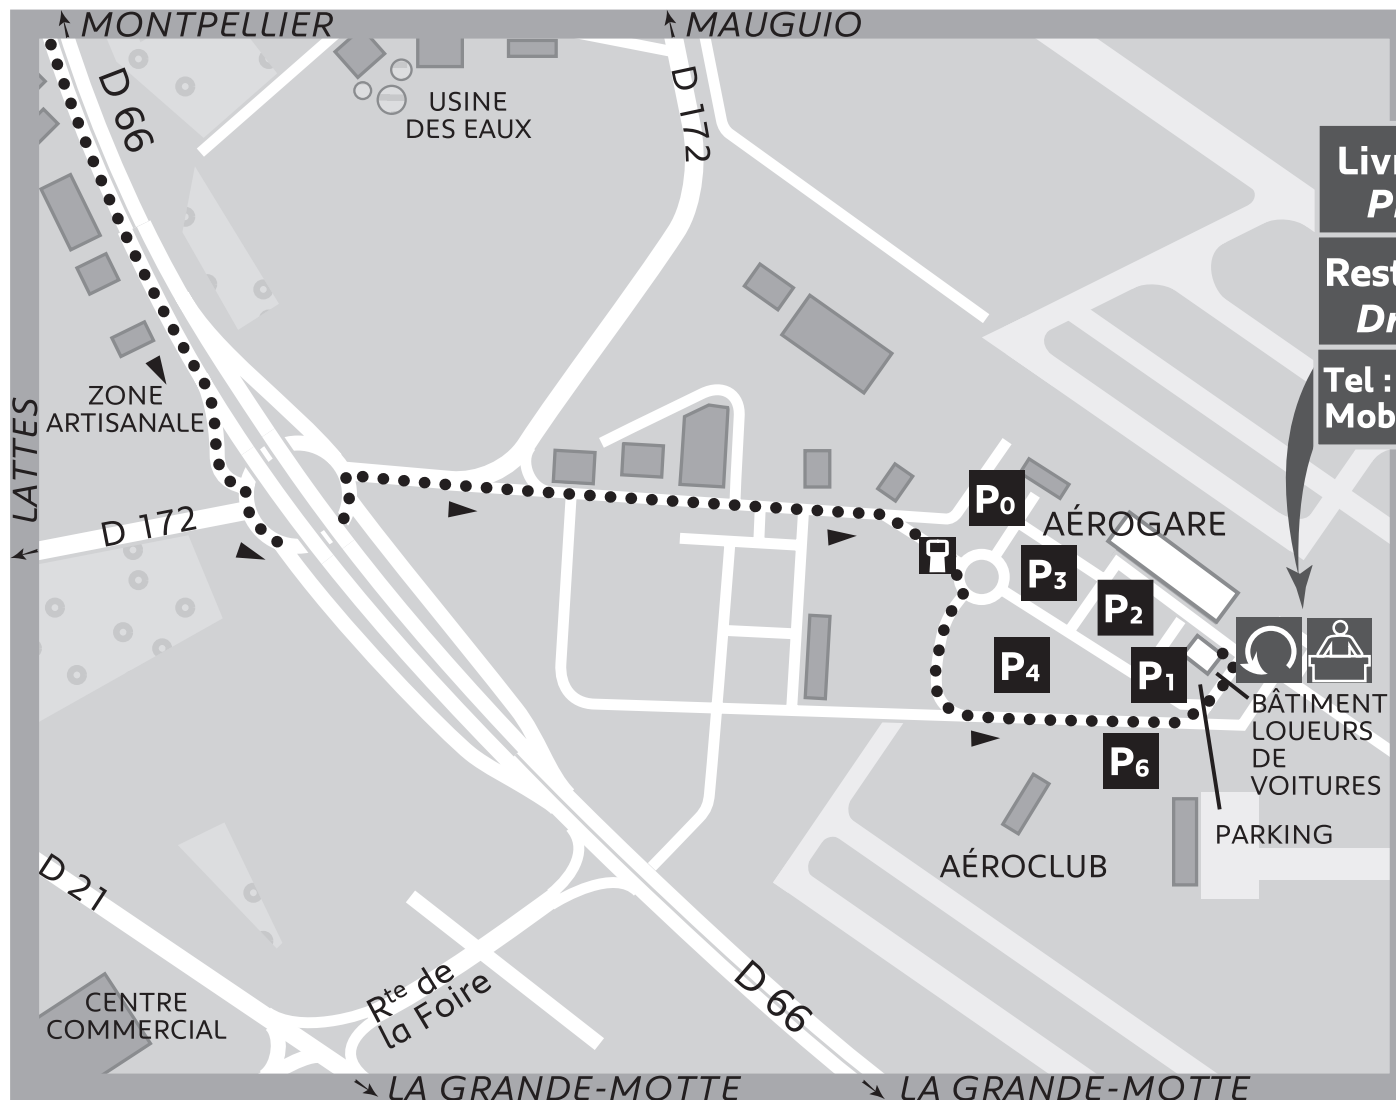 MONTPELLIER
MAUGUIO
D 66
USINE
DES EAUX
D 172
ZONE
ARTISANALE
LATTES
D 172
P0
AÉROGARE
P3
P2
P4
P1
P6
BÂTIMENT
LOUEURS
DE
VOITURES
PARKING
AÉROCLUB
D 21
CENTRE
COMMERCIAL
Rte de
la Foire
D 66
LA GRANDE-MOTTE
LA GRANDE-MOTTE
Tel :